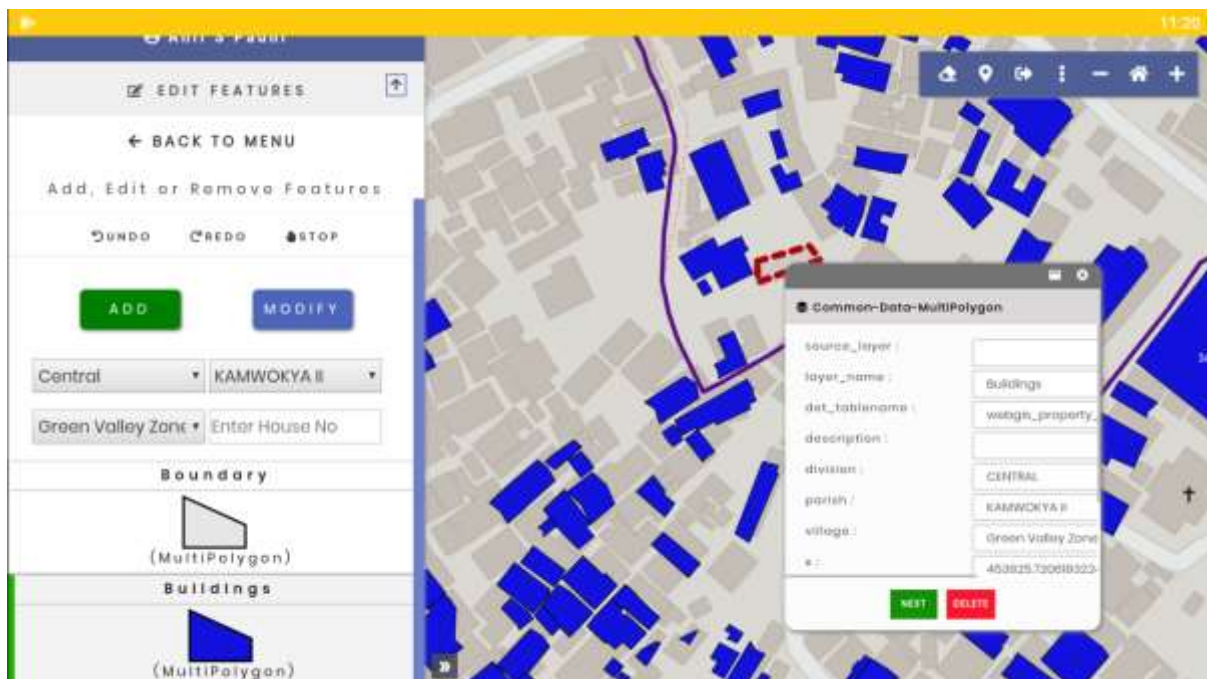 11:20
EDIT FEATURES
BACK TO MENU
Add, Edit or Remove Features
UNDO REDO STOP
ADD MODIFY
Central KAMWOKYA II
Green Valley Zone Enter House No
Boundary
(MultiPolygon)
Buildings
(MultiPolygon)
Common-Data-MultiPolygon
source_layer :
layer_name : Buildings
det_tablename : webgis_property_
description :
division : CENTRAL
parish : KAMWOKYA II
village : Green Valley Zone
x :
NEXT DELETE